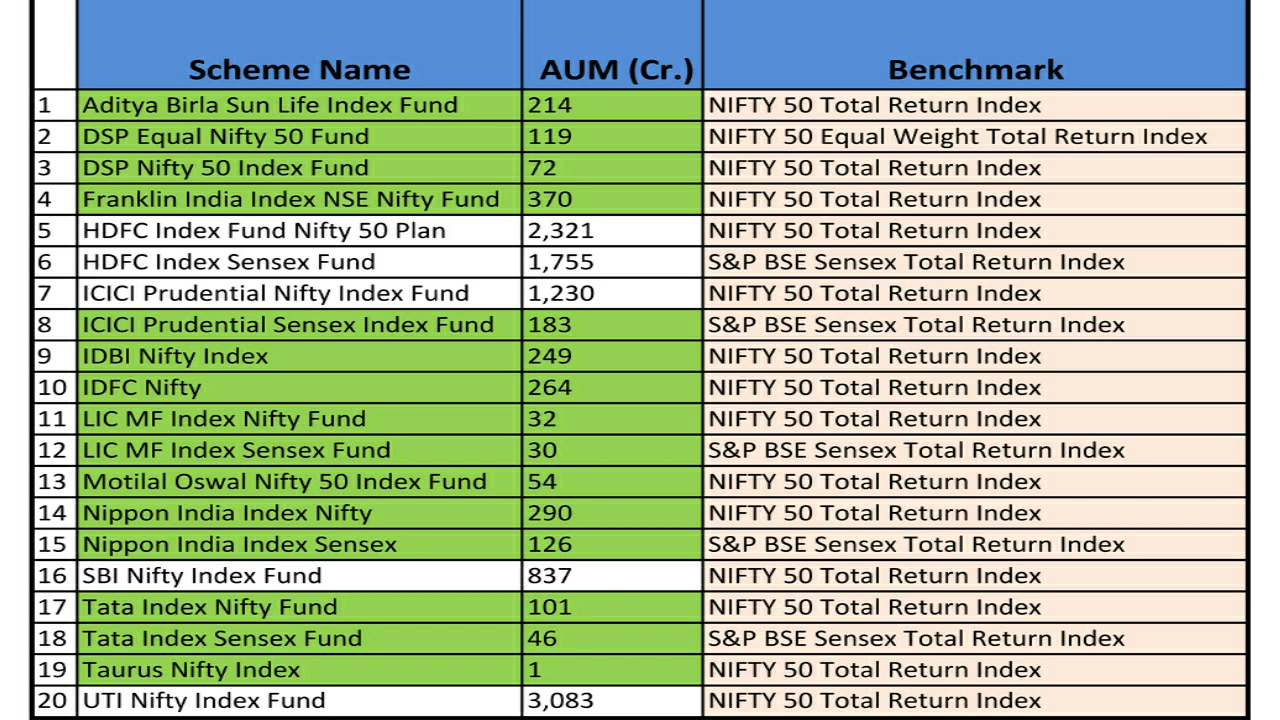 Scheme Name AUM (Cr.) Benchmark
1 Aditya Birla Sun Life Index Fund 214 NIFTY 50 Total Return Index
2 DSP Equal Nifty 50 Fund 119 NIFTY 50 Equal Weight Total Return Index
3 DSP Nifty 50 Index Fund 72 NIFTY 50 Total Return Index
4 Franklin India Index NSE Nifty Fund 370 NIFTY 50 Total Return Index
5 HDFC Index Fund Nifty 50 Plan 2,321 NIFTY 50 Total Return Index
6 HDFC Index Sensex Fund 1,755 S&P BSE Sensex Total Return Index
7 ICICI Prudential Nifty Index Fund 1,230 NIFTY 50 Total Return Index
8 ICICI Prudential Sensex Index Fund 183 S&P BSE Sensex Total Return Index
9 IDBI Nifty Index 249 NIFTY 50 Total Return Index
10 IDFC Nifty 264 NIFTY 50 Total Return Index
11 LIC MF Index Nifty Fund 32 NIFTY 50 Total Return Index
12 LIC MF Index Sensex Fund 30 S&P BSE Sensex Total Return Index
13 Motilal Oswal Nifty 50 Index Fund 54 NIFTY 50 Total Return Index
14 Nippon India Index Nifty 290 NIFTY 50 Total Return Index
15 Nippon India Index Sensex 126 S&P BSE Sensex Total Return Index
16 SBI Nifty Index Fund 837 NIFTY 50 Total Return Index
17 Tata Index Nifty Fund 101 NIFTY 50 Total Return Index
18 Tata Index Sensex Fund 46 S&P BSE Sensex Total Return Index
19 Taurus Nifty Index 1 NIFTY 50 Total Return Index
20 UTI Nifty Index Fund 3,083 NIFTY 50 Total Return Index